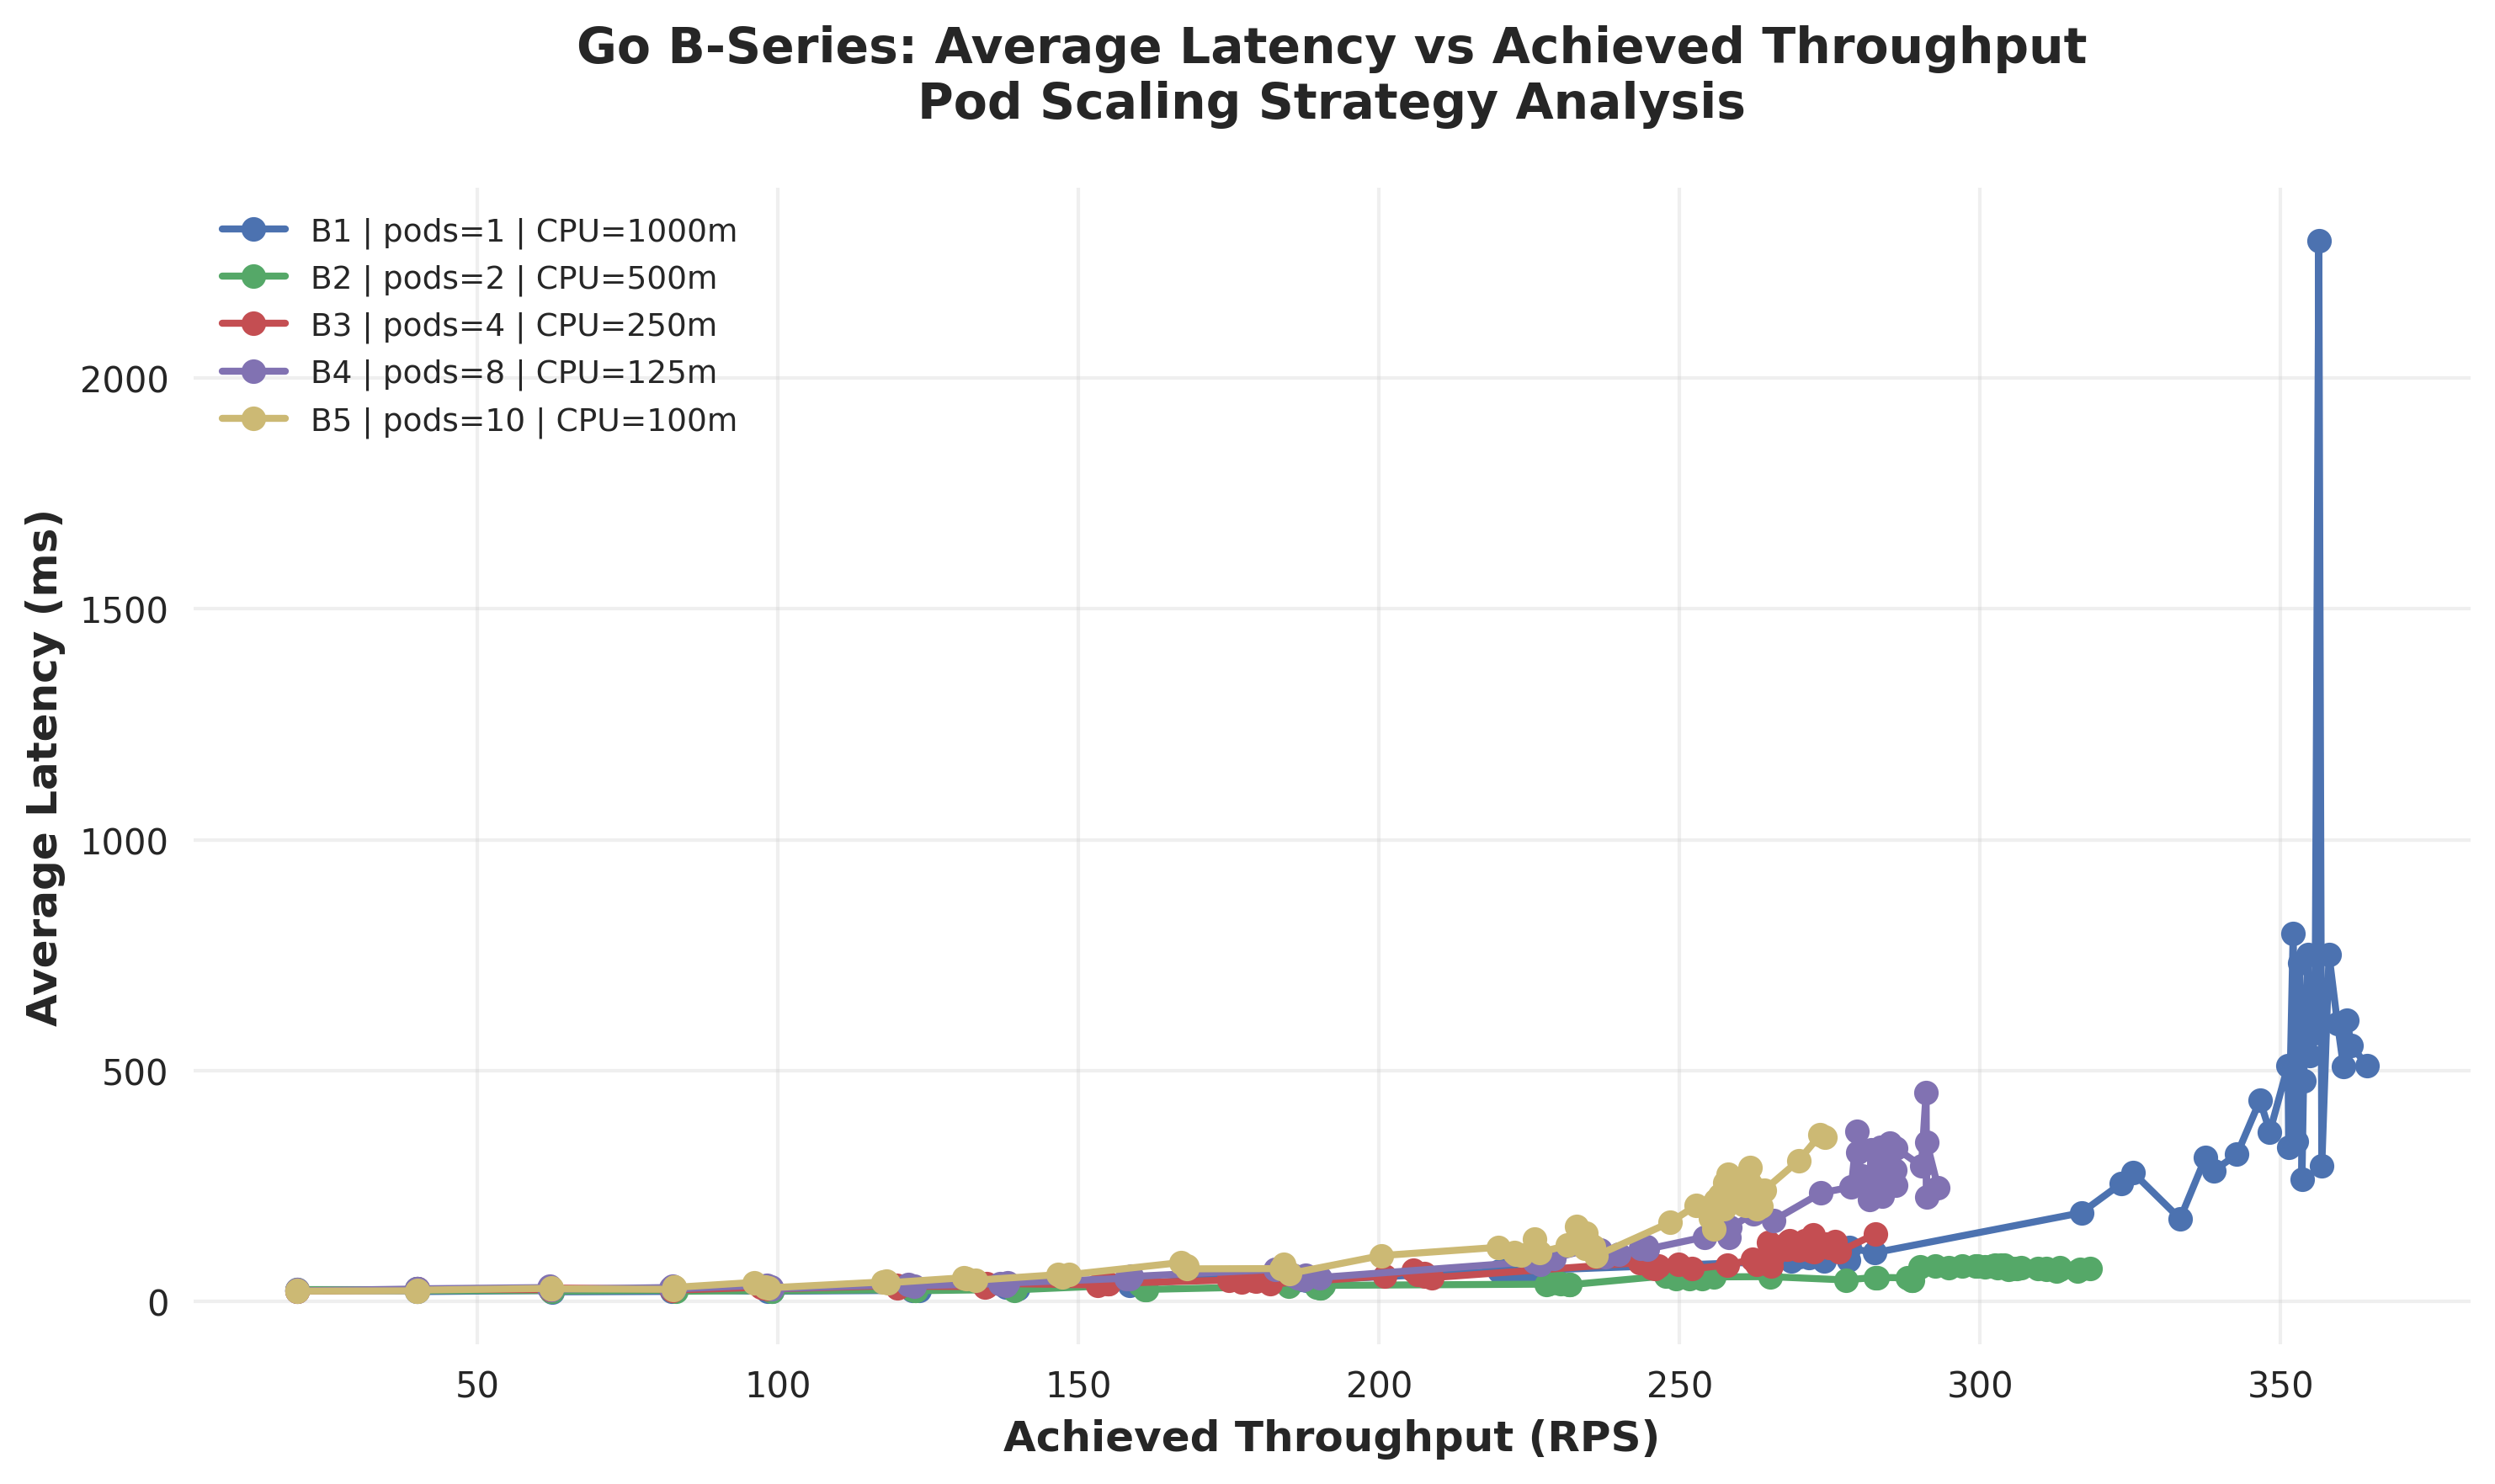 Go B-Series: Average Latency vs Achieved Throughput
Pod Scaling Strategy Analysis
B1 | pods=1 | CPU=1000m
B2 | pods=2 | CPU=500m
B3 | pods=4 | CPU=250m
B4 | pods=8 | CPU=125m
B5 | pods=10 | CPU=100m
Average Latency (ms)
2000
1500
1000
500
0
50
100
150
200
250
300
350
Achieved Throughput (RPS)